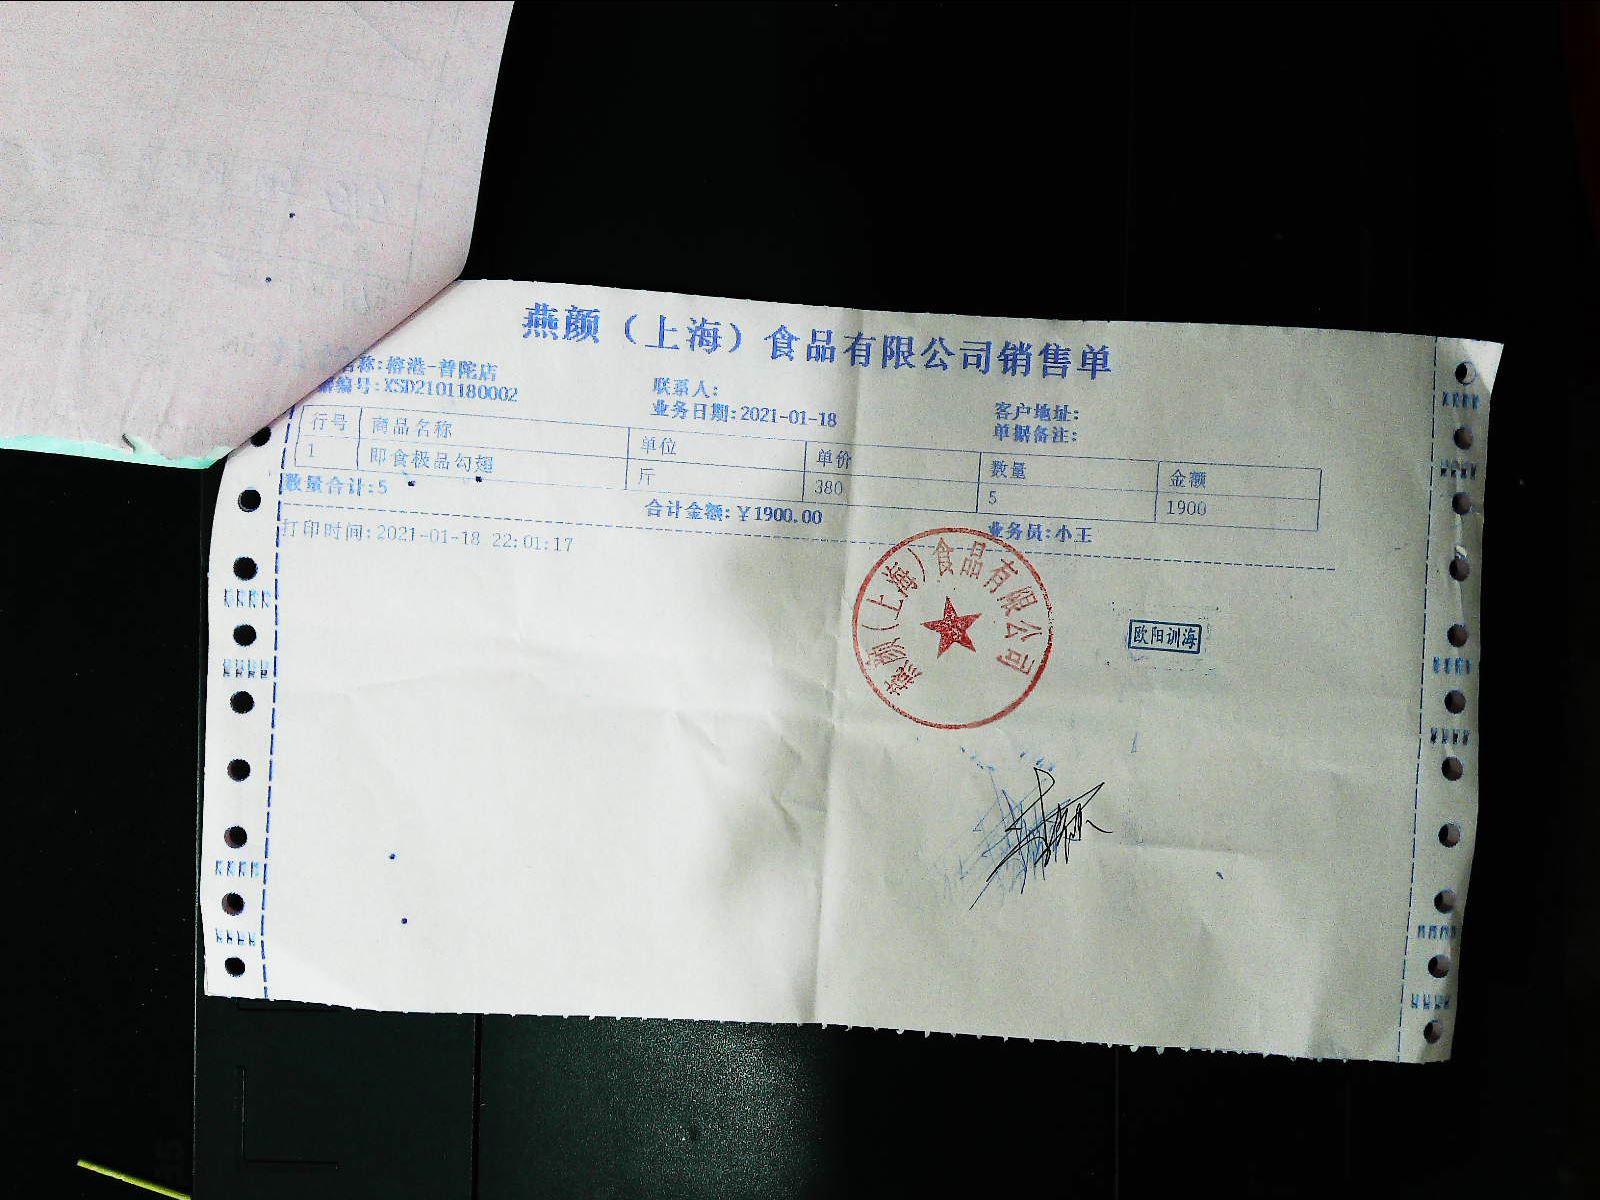 燕颜（上海）食品有限公司销售单
名称:榕港-普陀店
联系人:
客户地址:
编号:XSD2101180002
业务日期:2021-01-18
单据备注:
行号 商品名称 单位 单价 数量 金额
1 即食极品勾翅 斤 380 5 1900
数量合计:5
合计金额:￥1900.00
业务员:小王
打印时间:2021-01-18 22:01:17
燕颜（上海）食品有限公司
欧阳训海